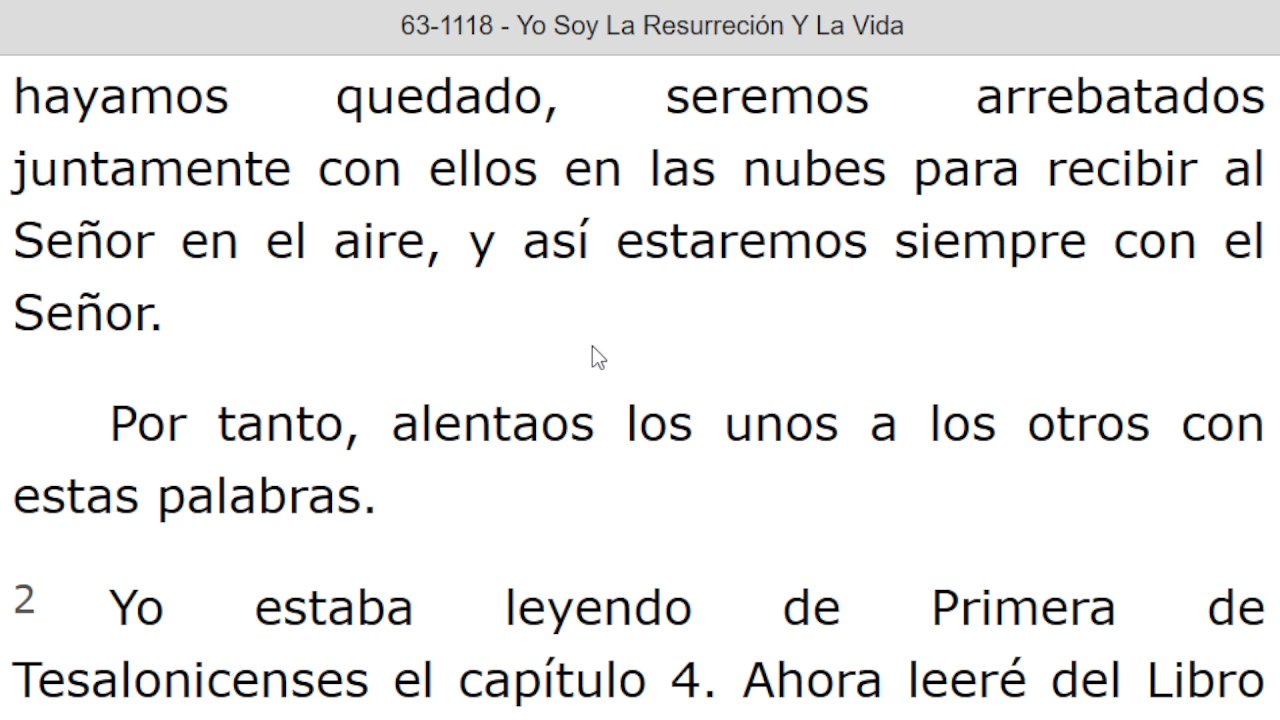 63-1118 - Yo Soy La Resurreción Y La Vida
hayamos quedado, seremos arrebatados
juntamente con ellos en las nubes para recibir al
Señor en el aire, y así estaremos siempre con el
Señor.
Por tanto, alentaos los unos a los otros con
estas palabras.
2 Yo estaba leyendo de Primera de
Tesalonicenses el capítulo 4. Ahora leeré del Libro